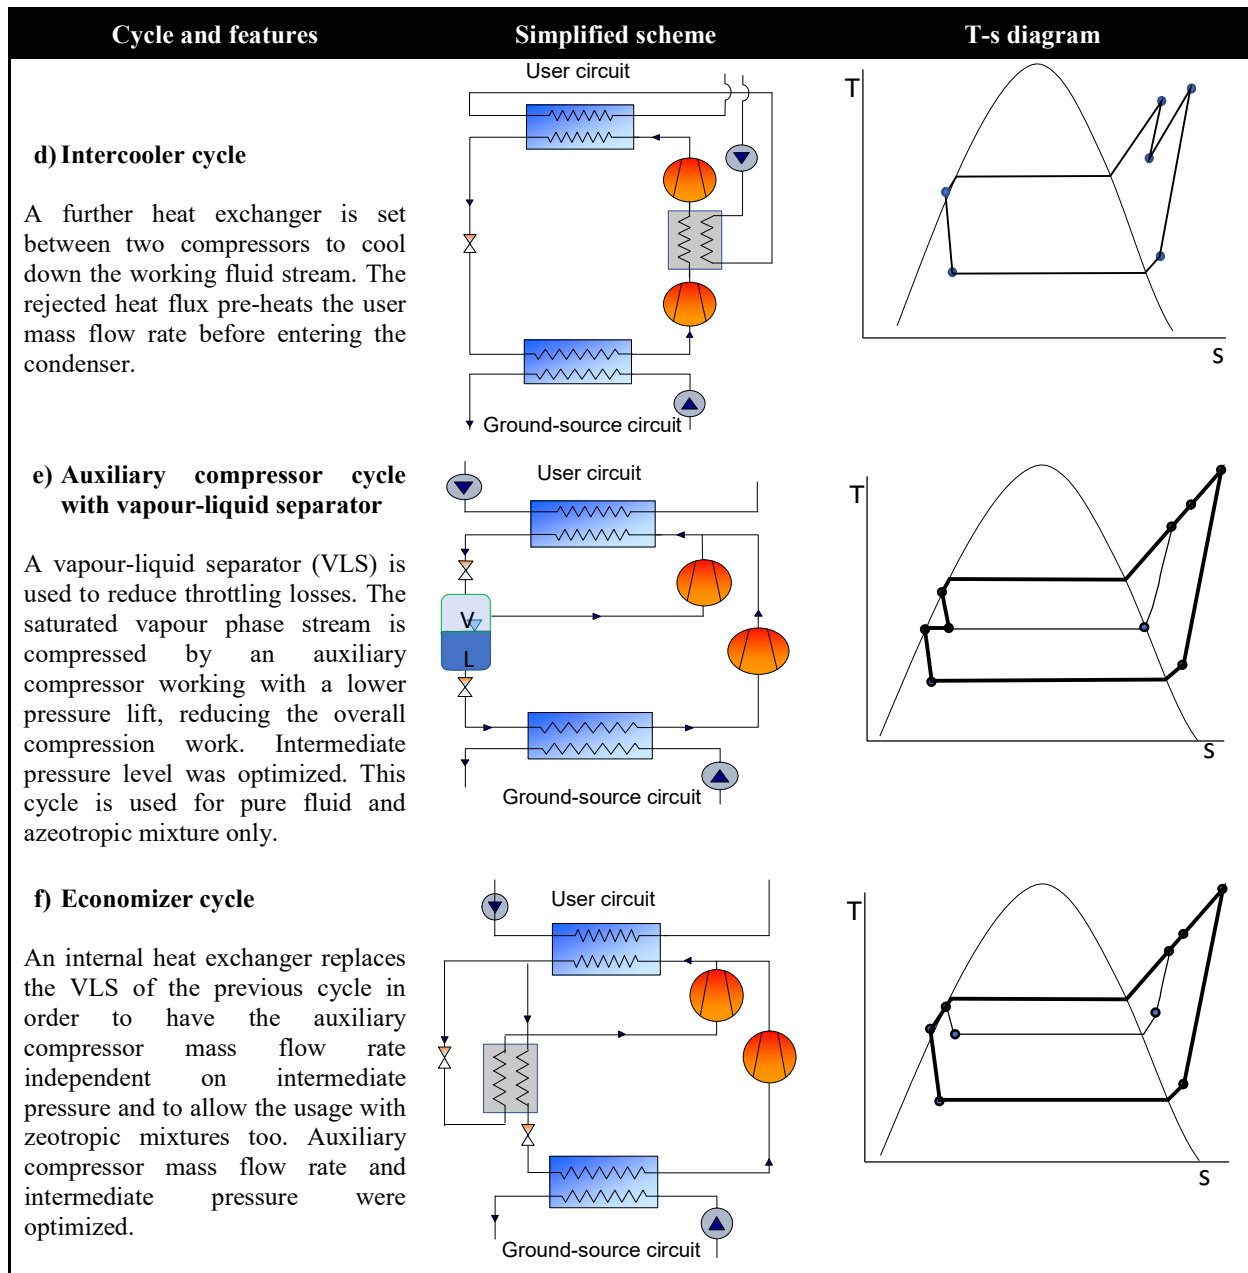 Cycle and features
Simplified scheme
T-s diagram
d) Intercooler cycle
A further heat exchanger is set
between two compressors to cool
down the working fluid stream. The
rejected heat flux pre-heats the user
mass flow rate before entering the
condenser.
User circuit
Ground-source circuit
T
s
e) Auxiliary compressor cycle
with vapour-liquid separator
A vapour-liquid separator (VLS) is
used to reduce throttling losses. The
saturated vapour phase stream is
compressed by an auxiliary
compressor working with a lower
pressure lift, reducing the overall
compression work. Intermediate
pressure level was optimized. This
cycle is used for pure fluid and
azeotropic mixture only.
User circuit
V
L
Ground-source circuit
T
s
f) Economizer cycle
An internal heat exchanger replaces
the VLS of the previous cycle in
order to have the auxiliary
compressor mass flow rate
independent on intermediate
pressure and to allow the usage with
zeotropic mixtures too. Auxiliary
compressor mass flow rate and
intermediate pressure were
optimized.
User circuit
Ground-source circuit
T
s